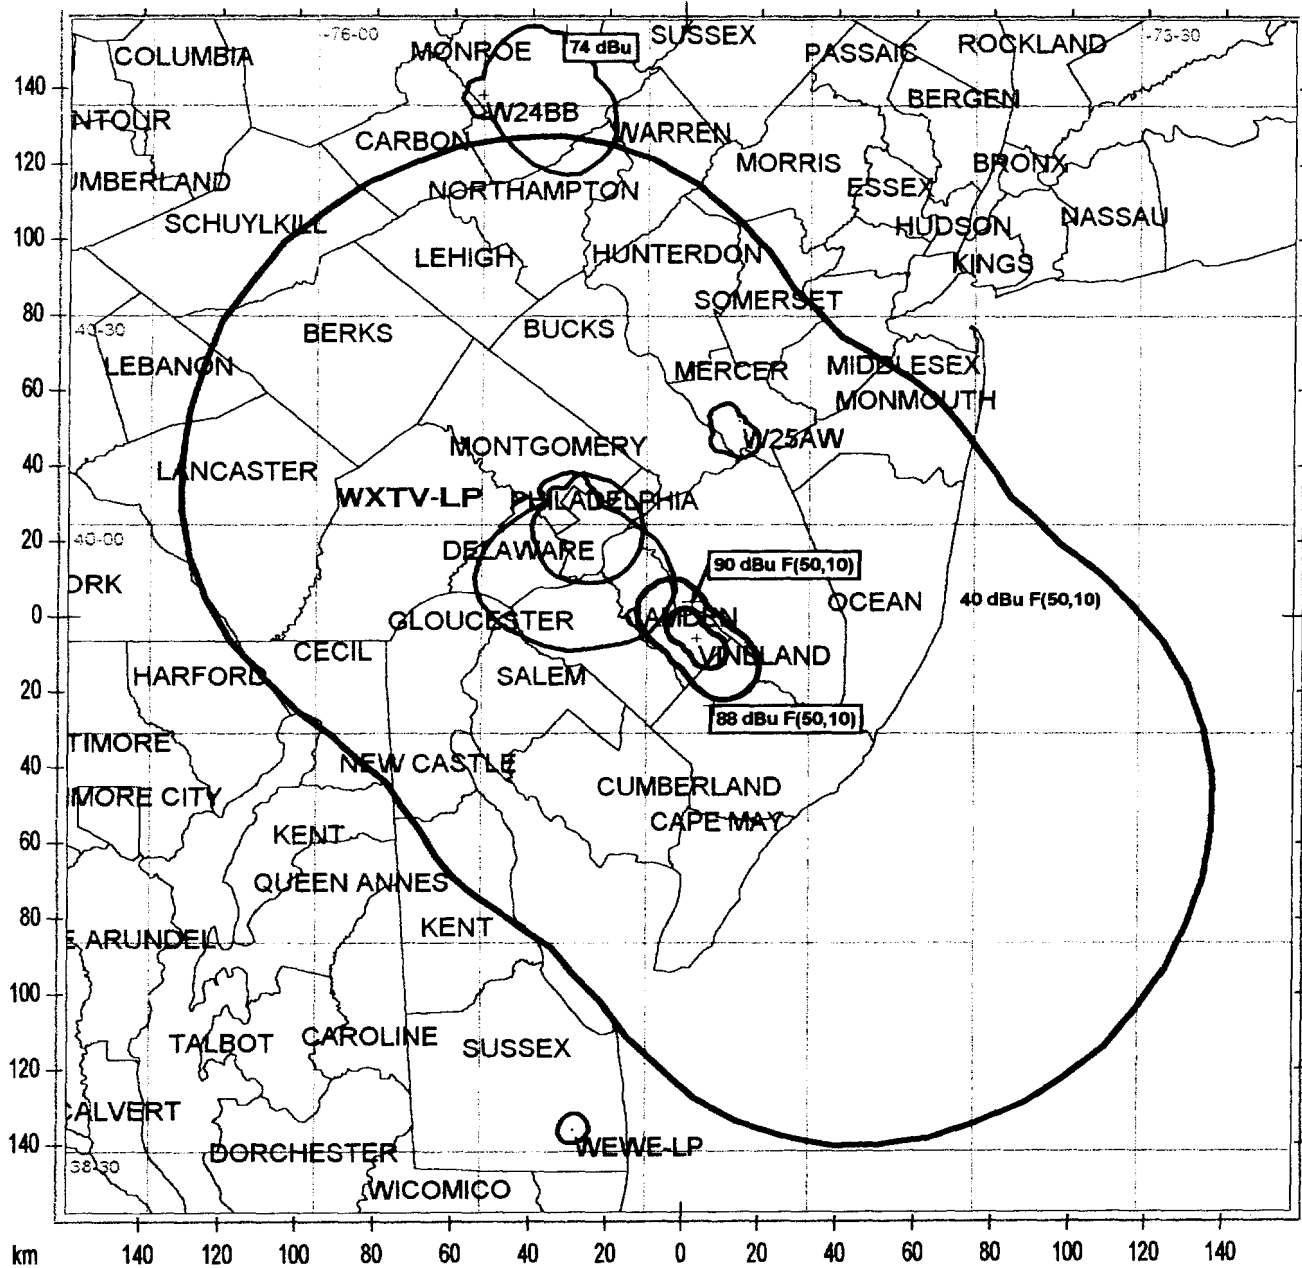 -76-00
SUSSEX
ROCKLAND
-73-30
COLUMBIA
MONROE
74 dBu
PASSAIC
140
BERGEN
W24BB
NTOUR
CARBON
WARREN
120
MORRIS
BRONX
UMBERLAND
NORTHAMPTON
ESSEX
SCHUYLKILL
HUDSON
NASSAU
100
LEHIGH
HUNTERDON
KINGS
SOMERSET
80
40-30
BERKS
BUCKS
LEBANON
MERCER
MIDDLESEX
60
MONMOUTH
MONTGOMERY
W25AW
40
LANCASTER
WXTV-LP
PHILADELPHIA
20
40-00
DELAWARE
90 dBu F(50,10)
ORK
OCEAN
40 dBu F(50,10)
0
GLOUCESTER
CAMDEN
CECIL
VINELAND
HARFORD
SALEM
20
88 dBu F(50,10)
TIMORE
40
NEW CASTLE
CUMBERLAND
MORE CITY
CAPE MAY
60
KENT
QUEEN ANNES
80
KENT
E ARUNDEL
100
TALBOT
CAROLINE
SUSSEX
120
CALVERT
WEWE-LP
140
DORCHESTER
38-30
WICOMICO
km 140 120 100 80 60 40 20 0 20 40 60 80 100 120 140